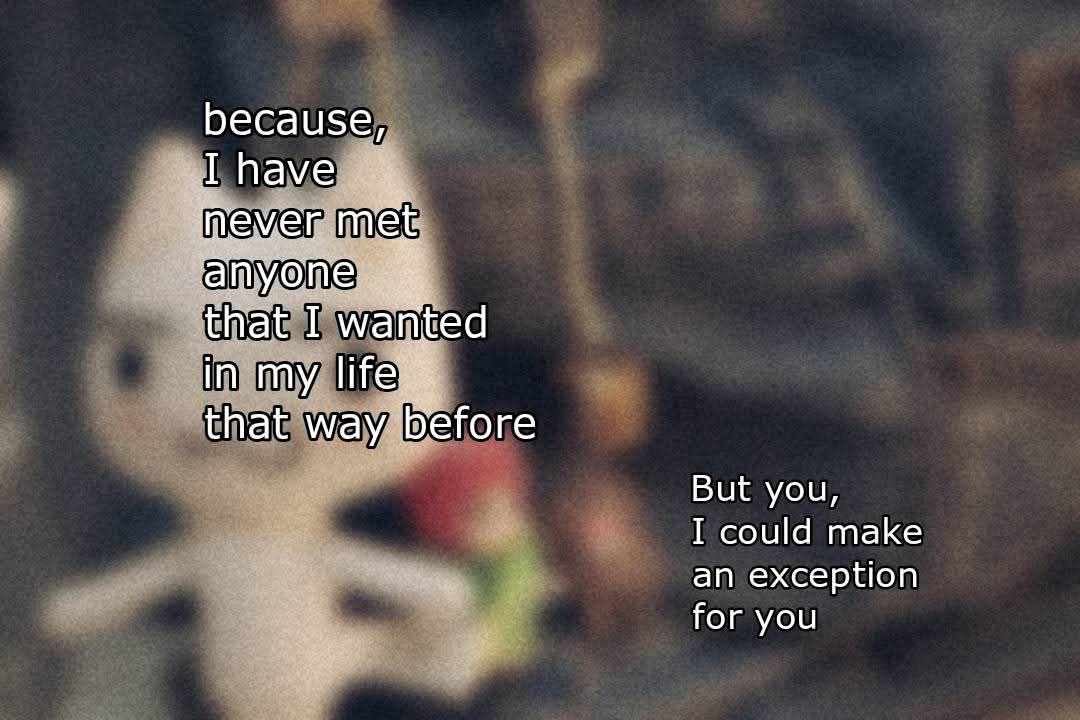 because,
I have
never met
anyone
that I wanted
in my life
that way before
But you,
I could make
an exception
for you